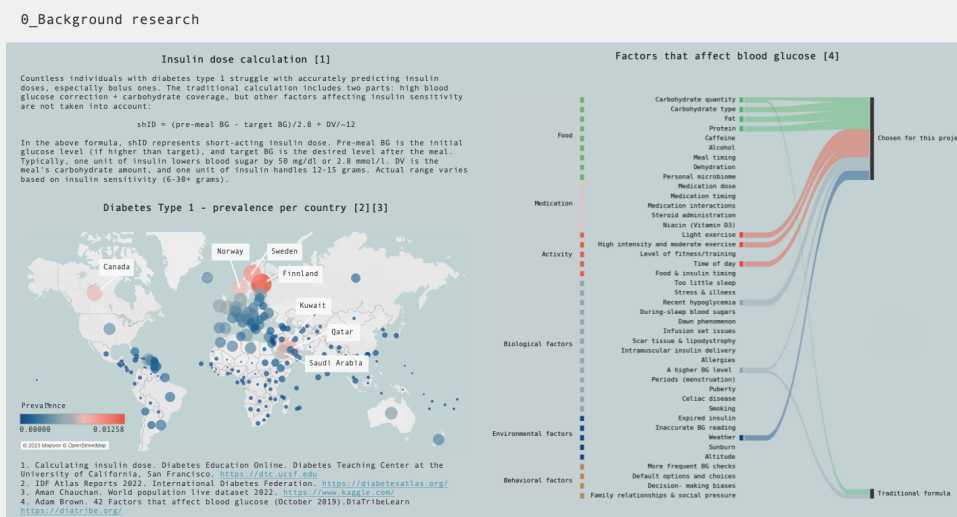 0_Background research
Insulin dose calculation [1]
Countless individuals with diabetes type 1 struggle with accurately predicting insulin
doses, especially bolus ones. The traditional calculation includes two parts: high blood
glucose correction + carbohydrate coverage, but other factors affecting insulin sensitivity
are not taken into account:
shID = (pre-meal BG - target BG)/2.8 + DV/~12
In the above formula, shID represents short-acting insulin dose. Pre-meal BG is the initial
glucose level (if higher than target), and target BG is the desired level after the meal.
Typically, one unit of insulin lowers blood sugar by 50 mg/dl or 2.8 mmol/l. DV is the
meal's carbohydrate amount, and one unit of insulin handles 12-15 grams. Actual range varies
based on insulin sensitivity (6-30+ grams).
Diabetes Type 1 - prevalence per country [2][3]
Norway
Sweden
Canada
Finnland
Kuwait
Qatar
Saudi Arabia
Prevalence
0.00000 0.01258
© 2023 Mapbox © OpenStreetMap
1. Calculating insulin dose. Diabetes Education Online. Diabetes Teaching Center at the
University of California, San Francisco. https://dtc.ucsf.edu
2. IDF Atlas Reports 2022. International Diabetes Federation. https://diabetesatlas.org/
3. Aman Chauchan. World population live dataset 2022. https://www.kaggle.com/
4. Adam Brown. 42 Factors that affect blood glucose (October 2019).DiaTribeLearn
https://diatribe.org/
Factors that affect blood glucose [4]
Food
Medication
Activity
Biological factors
Environmental factors
Behavioral factors
Carbohydrate quantity
Carbohydrate type
Fat
Protein
Caffeine
Alcohol
Meal timing
Dehydration
Personal microbiome
Medication dose
Medication timing
Medication interactions
Steroid administration
Niacin (Vitamin D3)
Light exercise
High intensity and moderate exercise
Level of fitness/training
Time of day
Food & insulin timing
Too little sleep
Stress & illness
Recent hypoglycemia
During-sleep blood sugars
Dawn phenomenon
Infusion set issues
Scar tissue & lipodystrophy
Intramuscular insulin delivery
Allergies
A higher BG level
Periods (menstruation)
Puberty
Celiac disease
Smoking
Expired insulin
Inaccurate BG reading
Weather
Sunburn
Altitude
More frequent BG checks
Default options and choices
Decision- making biases
Family relationships & social pressure
Chosen for this proje
Traditional formula